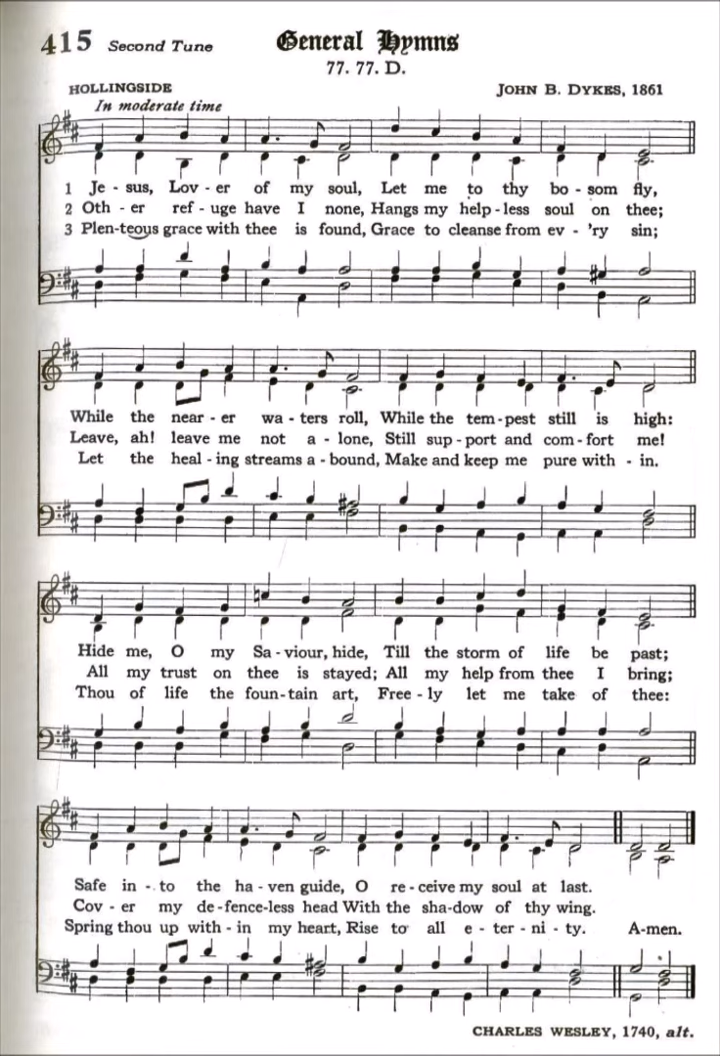 415 Second Tune General Hymns
77. 77. D.
HOLLINGSIDE JOHN B. DYKES, 1861
In moderate time
1 Je - sus, Lov - er of my soul, Let me to thy bo - som fly,
2 Oth - er ref - uge have I none, Hangs my help - less soul on thee;
3 Plen-teous grace with thee is found, Grace to cleanse from ev - 'ry sin;
While the near - er wa - ters roll, While the tem - pest still is high:
Leave, ah! leave me not a - lone, Still sup - port and com - fort me!
Let the heal - ing streams a - bound, Make and keep me pure with - in.
Hide me, O my Sa - viour, hide, Till the storm of life be past;
All my trust on thee is stayed; All my help from thee I bring;
Thou of life the foun - tain art, Free - ly let me take of thee:
Safe in - to the ha - ven guide, O re - ceive my soul at last.
Cov - er my de - fence-less head With the sha - dow of thy wing.
Spring thou up with - in my heart, Rise to all e - ter - ni - ty. A-men.
CHARLES WESLEY, 1740, alt.